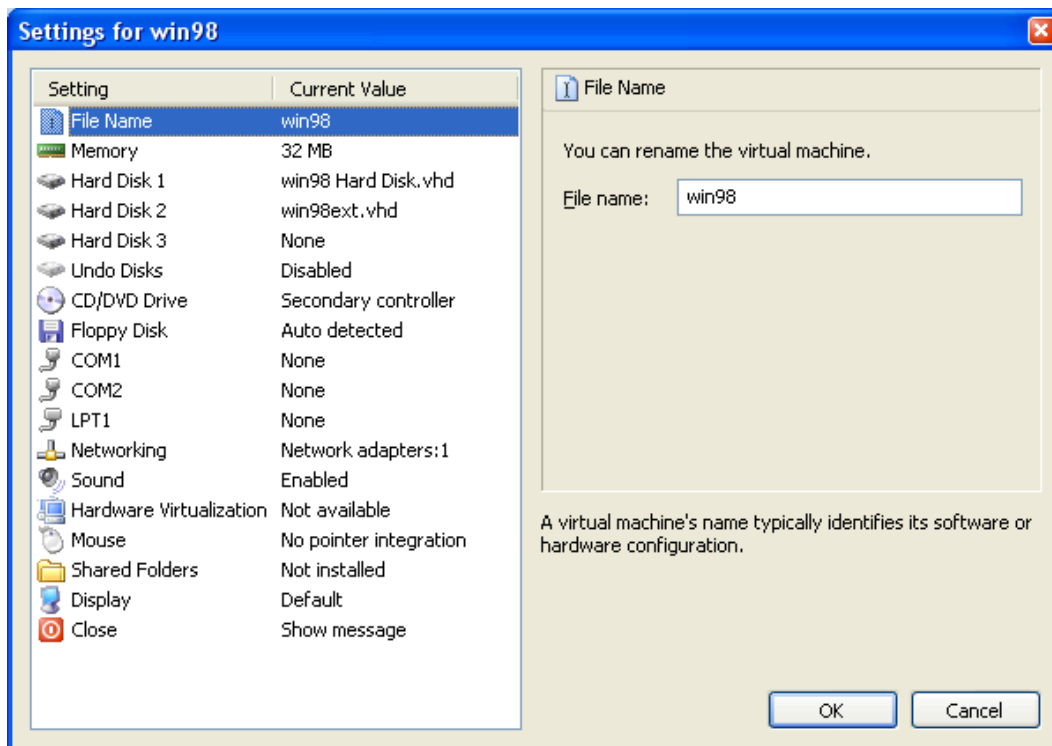 Settings for win98
Setting Current Value
File Name win98
Memory 32 MB
Hard Disk 1 win98 Hard Disk.vhd
Hard Disk 2 win98ext.vhd
Hard Disk 3 None
Undo Disks Disabled
CD/DVD Drive Secondary controller
Floppy Disk Auto detected
COM1 None
COM2 None
LPT1 None
Networking Network adapters:1
Sound Enabled
Hardware Virtualization Not available
Mouse No pointer integration
Shared Folders Not installed
Display Default
Close Show message
File Name
You can rename the virtual machine.
File name: win98
A virtual machine's name typically identifies its software or
hardware configuration.
OK Cancel